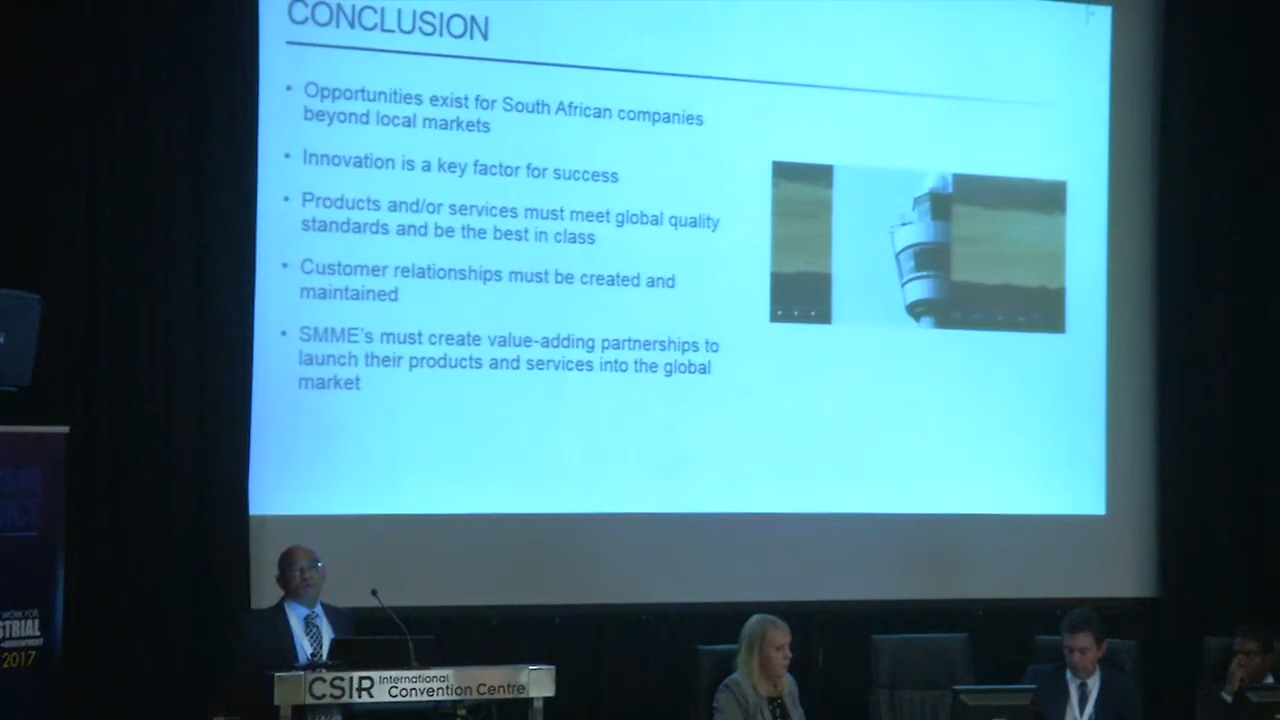 CONCLUSION
• Opportunities exist for South African companies
beyond local markets
• Innovation is a key factor for success
• Products and/or services must meet global quality
standards and be the best in class
• Customer relationships must be created and
maintained
• SMME's must create value-adding partnerships to
launch their products and services into the global
market
WORK FOR
STRIAL
2017
CSIR International
Convention Centre